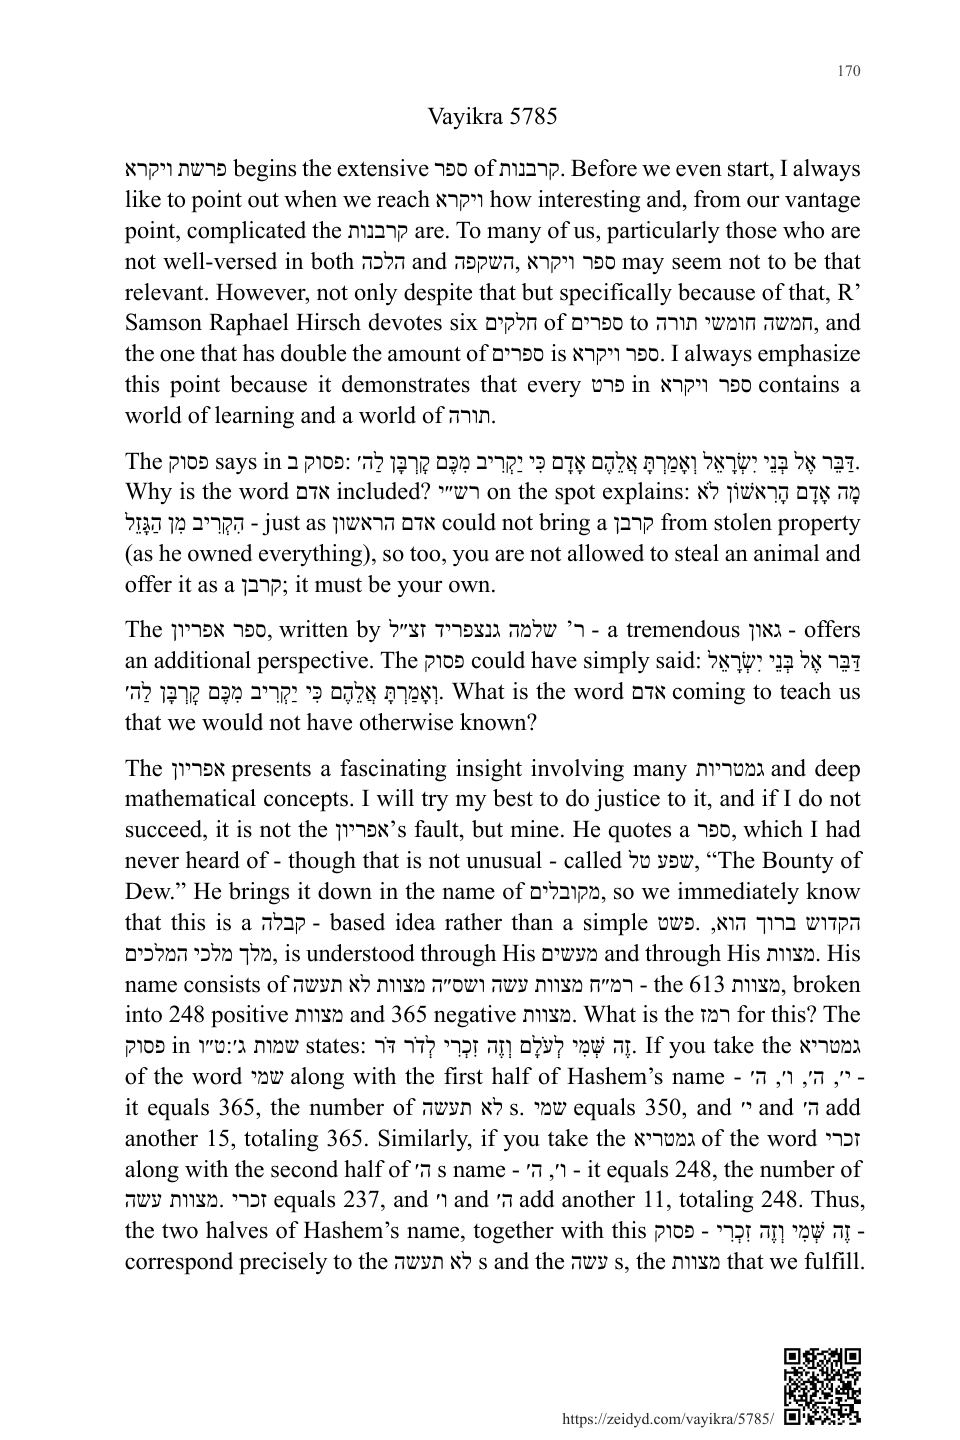 170
Vayikra 5785
פרשת ויקרא begins the extensive ספר of קרבנות. Before we even start, I always
like to point out when we reach ויקרא how interesting and, from our vantage
point, complicated the קרבנות are. To many of us, particularly those who are
not well-versed in both הלכה and השקפה, ספר ויקרא may seem not to be that
relevant. However, not only despite that but specifically because of that, R’
Samson Raphael Hirsch devotes six חלקים of ספרים to חמשה חומשי תורה, and
the one that has double the amount of ספרים is ספר ויקרא. I always emphasize
this point because it demonstrates that every פרט in ספר ויקרא contains a
world of learning and a world of תורה.
The פסוק says in פסוק ב: דַּבֵּר אֶל בְּנֵי יִשְׂרָאֵל וְאָמַרְתָּ אֲלֵהֶם אָדָם כִּי יַקְרִיב מִכֶּם קָרְבָּן לַה׳.
Why is the word אדם included? רש״י on the spot explains: מָה אָדָם הָרִאשׁוֹן לֹא
הִקְרִיב מִן הַגָּזֵל - just as אדם הראשון could not bring a קרבן from stolen property
(as he owned everything), so too, you are not allowed to steal an animal and
offer it as a קרבן; it must be your own.
The ספר אפריון, written by ר’ שלמה גנצפריד זצ״ל - a tremendous גאון - offers
an additional perspective. The פסוק could have simply said: דַּבֵּר אֶל בְּנֵי יִשְׂרָאֵל
וְאָמַרְתָּ אֲלֵהֶם כִּי יַקְרִיב מִכֶּם קָרְבָּן לַה׳. What is the word אדם coming to teach us
that we would not have otherwise known?
The אפריון presents a fascinating insight involving many גמטריות and deep
mathematical concepts. I will try my best to do justice to it, and if I do not
succeed, it is not the אפריון’s fault, but mine. He quotes a ספר, which I had
never heard of - though that is not unusual - called שפע טל, “The Bounty of
Dew.” He brings it down in the name of מקובלים, so we immediately know
that this is a קבלה - based idea rather than a simple פשט. הקדוש ברוך הוא,
מלך מלכי המלכים, is understood through His מעשים and through His מצוות. His
name consists of רמ״ח מצוות עשה ושס״ה מצוות לא תעשה - the 613 מצוות, broken
into 248 positive מצוות and 365 negative מצוות. What is the רמז for this? The
פסוק in שמות ג׳:ט״ו states: זֶה שְּׁמִי לְעֹלָם וְזֶה זִכְרִי לְדֹר דֹּר. If you take the גמטריא
of the word שמי along with the first half of Hashem’s name - י׳, ה׳, ו׳, ה׳ -
it equals 365, the number of לא תעשה s. שמי equals 350, and י׳ and ה׳ add
another 15, totaling 365. Similarly, if you take the גמטריא of the word זכרי
along with the second half of ה׳ s name - ו׳, ה׳ - it equals 248, the number of
מצוות עשה. זכרי equals 237, and ו׳ and ה׳ add another 11, totaling 248. Thus,
the two halves of Hashem’s name, together with this פסוק - זֶה שְּׁמִי וְזֶה זִכְרִי -
correspond precisely to the לא תעשה s and the עשה s, the מצוות that we fulfill.
https://zeidyd.com/vayikra/5785/